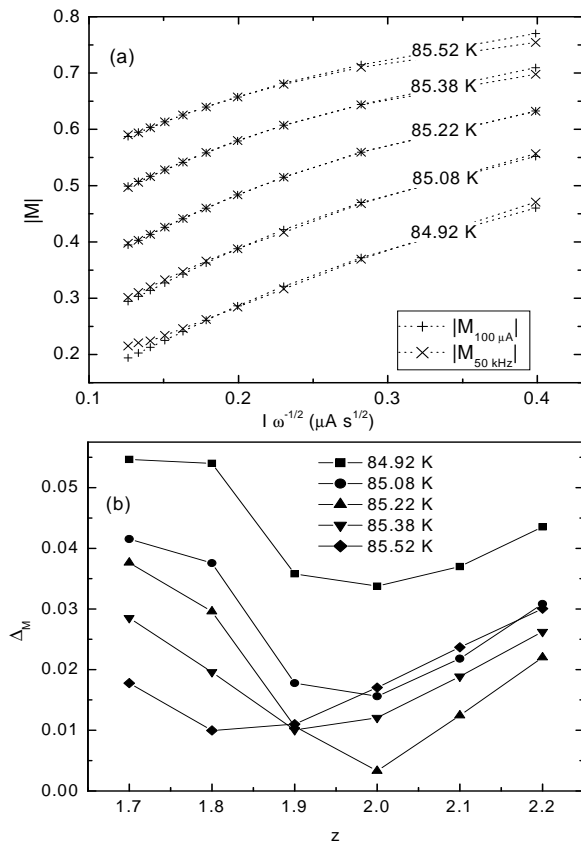 0.8
(a)
85.52 K
0.7
85.38 K
0.6
85.22 K
0.5
85.08 K
|M|
0.4
84.92 K
0.3
|M100 μA|
|M50 kHz|
0.2
0.1 0.2 0.3 0.4
I ω-1/2 (μA s1/2)
84.92 K
85.08 K
85.22 K
85.38 K
85.52 K
(b)
0.05
0.04
0.03
ΔM
0.02
0.01
0.00
1.7 1.8 1.9 2.0 2.1 2.2
z